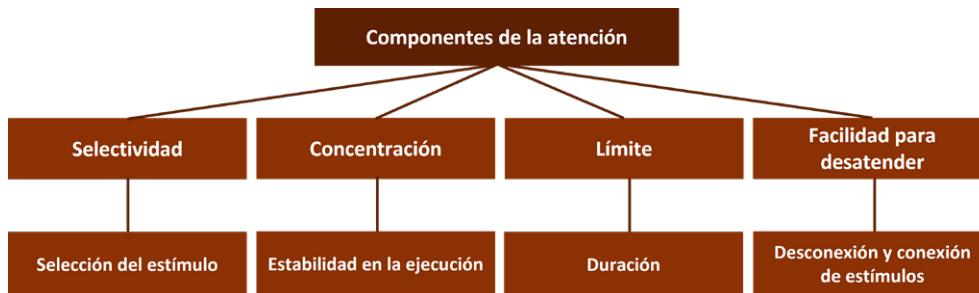 Componentes de la atención
Selectividad
Concentración
Límite
Facilidad para
desatender
Selección del estímulo
Estabilidad en la ejecución
Duración
Desconexión y conexión
de estímulos